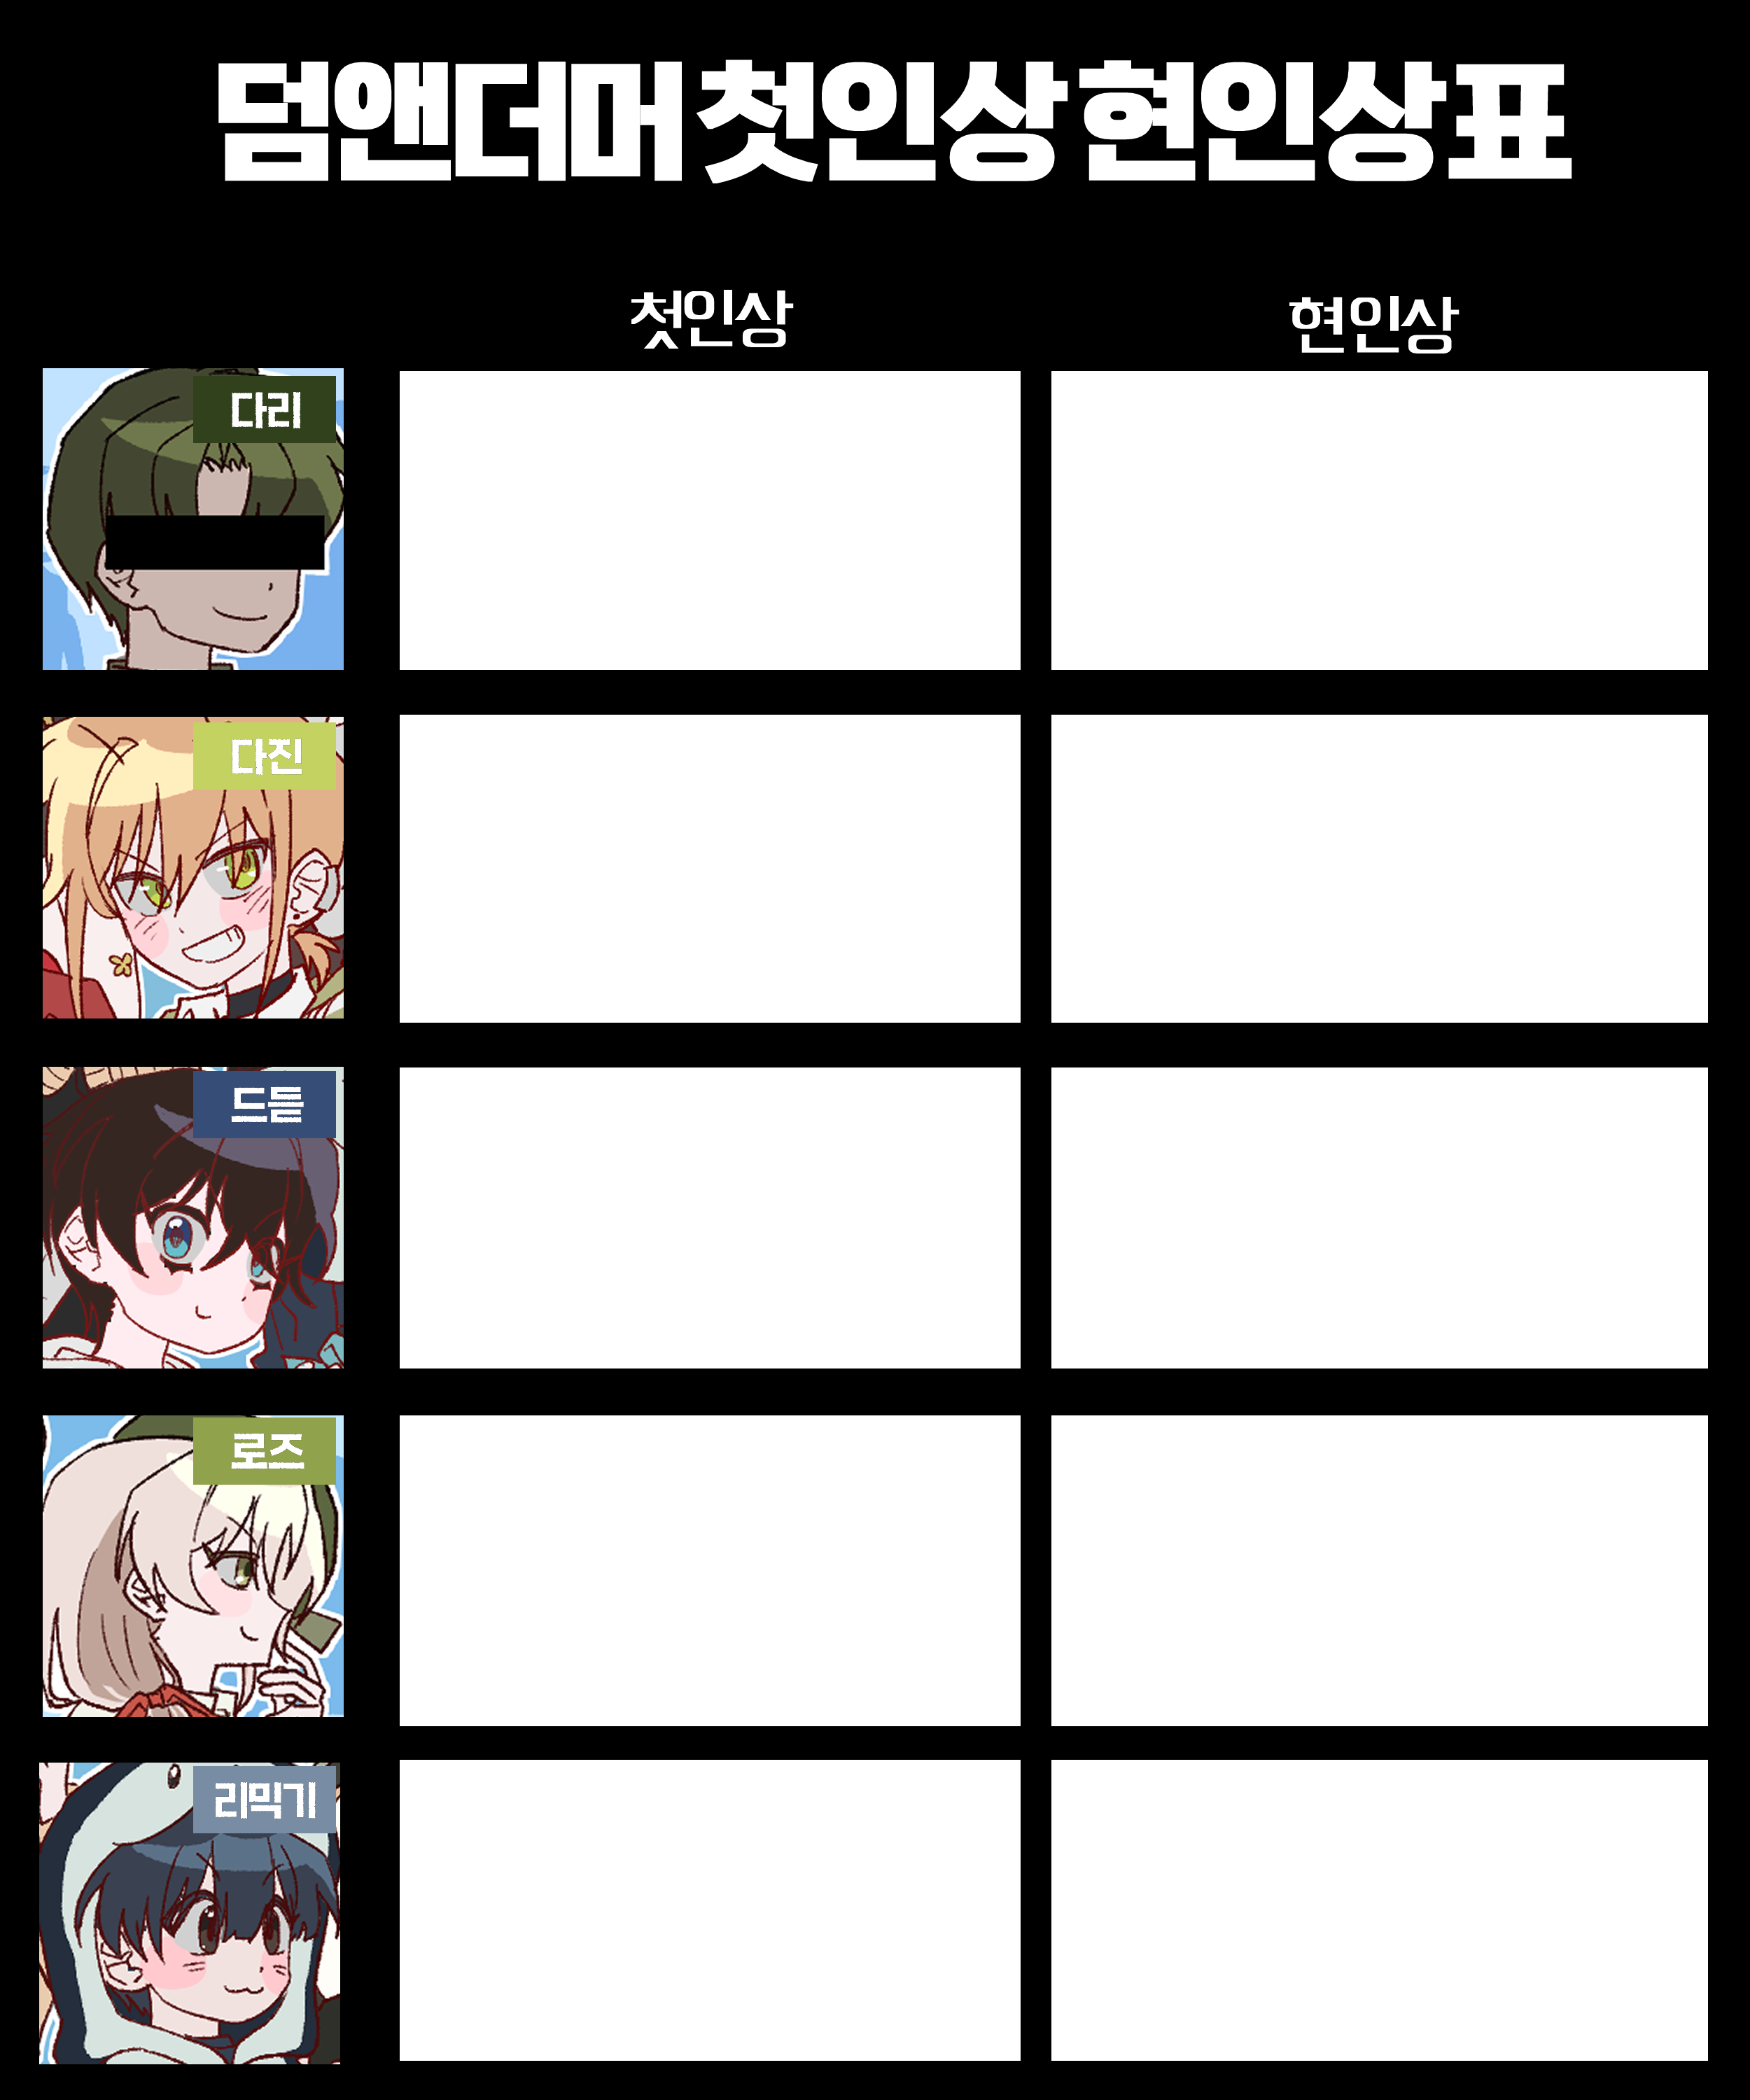 덤앤더머 첫인상 현인상 표
첫인상 현인상
다리
다진
드듣
로즈
리믹기